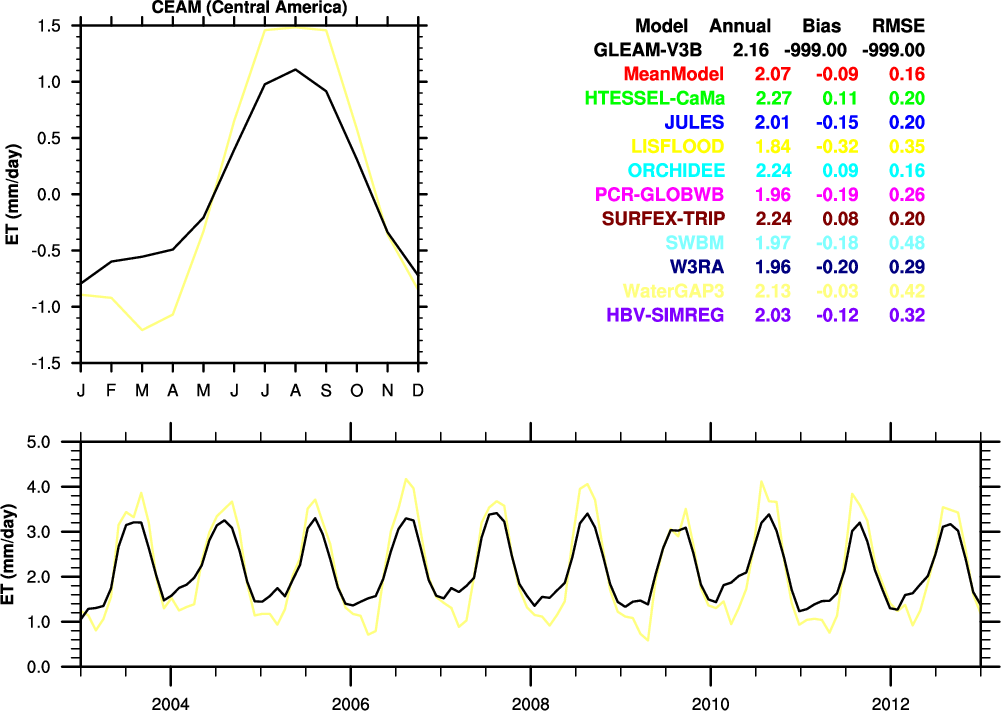 CEAM (Central America)
1.5
1.0
0.5
0.0
-0.5
-1.0
-1.5
ET (mm/day)
J F M A M J J A S O N D
Model Annual Bias RMSE
GLEAM-V3B 2.16 -999.00 -999.00
MeanModel 2.07 -0.09 0.16
HTESSEL-CaMa 2.27 0.11 0.20
JULES 2.01 -0.15 0.20
LISFLOOD 1.84 -0.32 0.35
ORCHIDEE 2.24 0.09 0.16
PCR-GLOBWB 1.96 -0.19 0.26
SURFEX-TRIP 2.24 0.08 0.20
SWBM 1.97 -0.18 0.48
W3RA 1.96 -0.20 0.29
WaterGAP3 2.13 -0.03 0.42
HBV-SIMREG 2.03 -0.12 0.32
5.0
4.0
3.0
2.0
1.0
0.0
ET (mm/day)
2004 2006 2008 2010 2012